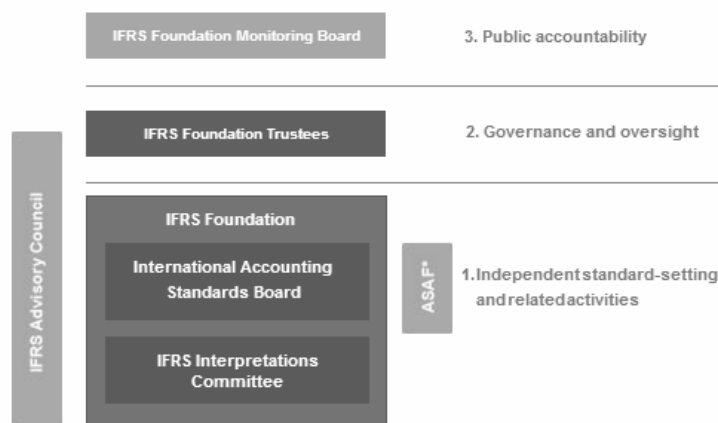 IFRS Foundation Monitoring Board
3. Public accountability
IFRS Foundation Trustees
2. Governance and oversight
IFRS Advisory Council
IFRS Foundation
International Accounting
Standards Board
IFRS Interpretations
Committee
ASAF*
1. Independent standard-setting
and related activities